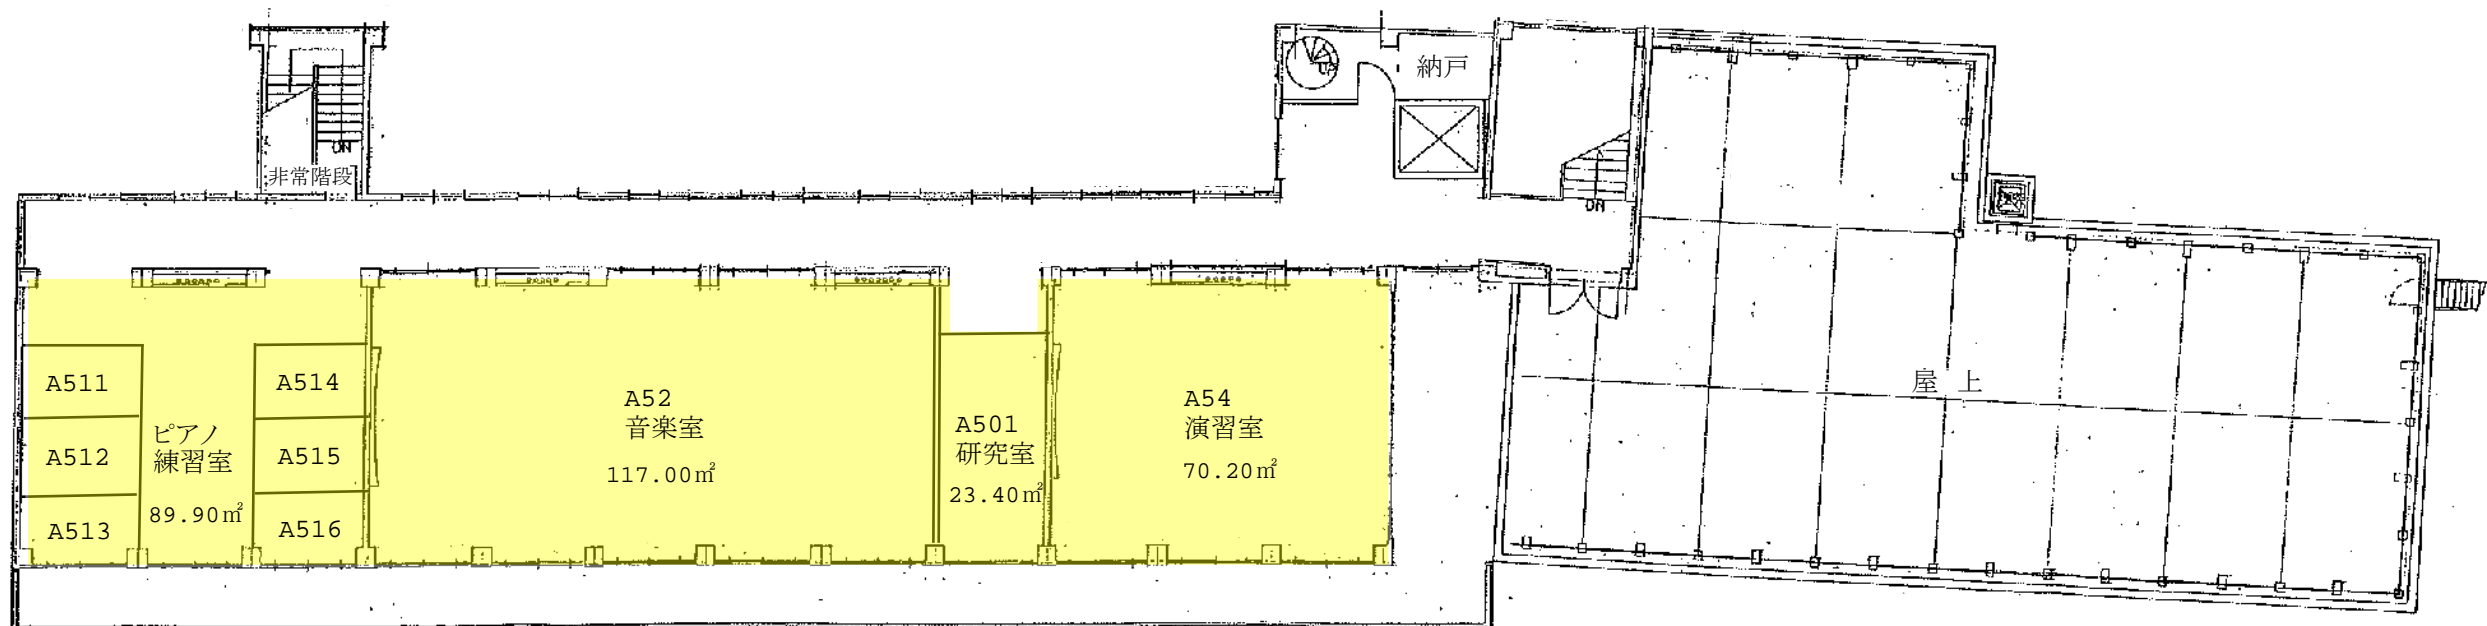 納戸
DN
非常階段
DN
A511
A512
A513
ピアノ
練習室
89.90㎡
A514
A515
A516
A52
音楽室
117.00㎡
A501
研究室
23.40㎡
A54
演習室
70.20㎡
屋 上